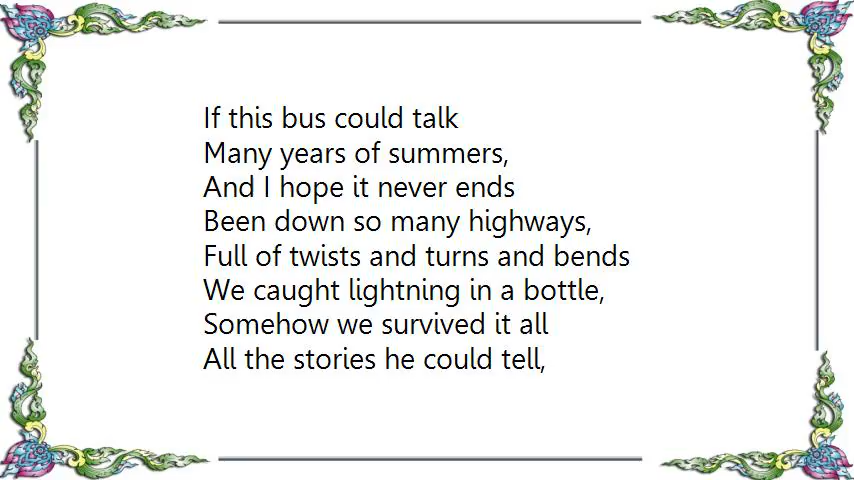 If this bus could talk
Many years of summers,
And I hope it never ends
Been down so many highways,
Full of twists and turns and bends
We caught lightning in a bottle,
Somehow we survived it all
All the stories he could tell,